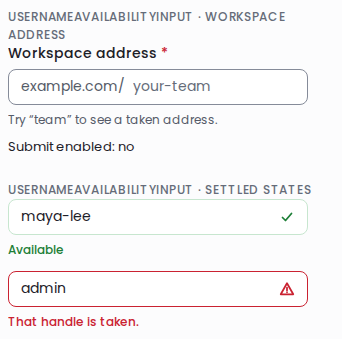 USERNAMEAVAILABILITYINPUT · WORKSPACE
ADDRESS
Workspace address *
example.com/ your-team
Try “team” to see a taken address.
Submit enabled: no
USERNAMEAVAILABILITYINPUT · SETTLED STATES
maya-lee
Available
admin
That handle is taken.